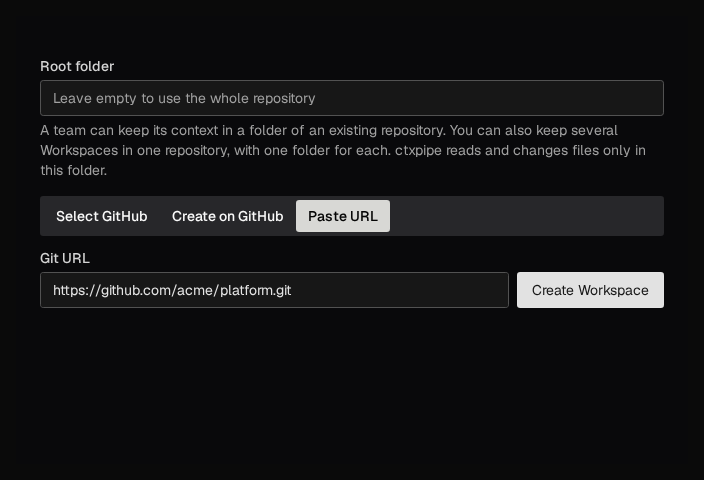 Root folder
Leave empty to use the whole repository
A team can keep its context in a folder of an existing repository. You can also keep several
Workspaces in one repository, with one folder for each. ctxpipe reads and changes files only in
this folder.
Select GitHub Create on GitHub Paste URL
Git URL
https://github.com/acme/platform.git Create Workspace